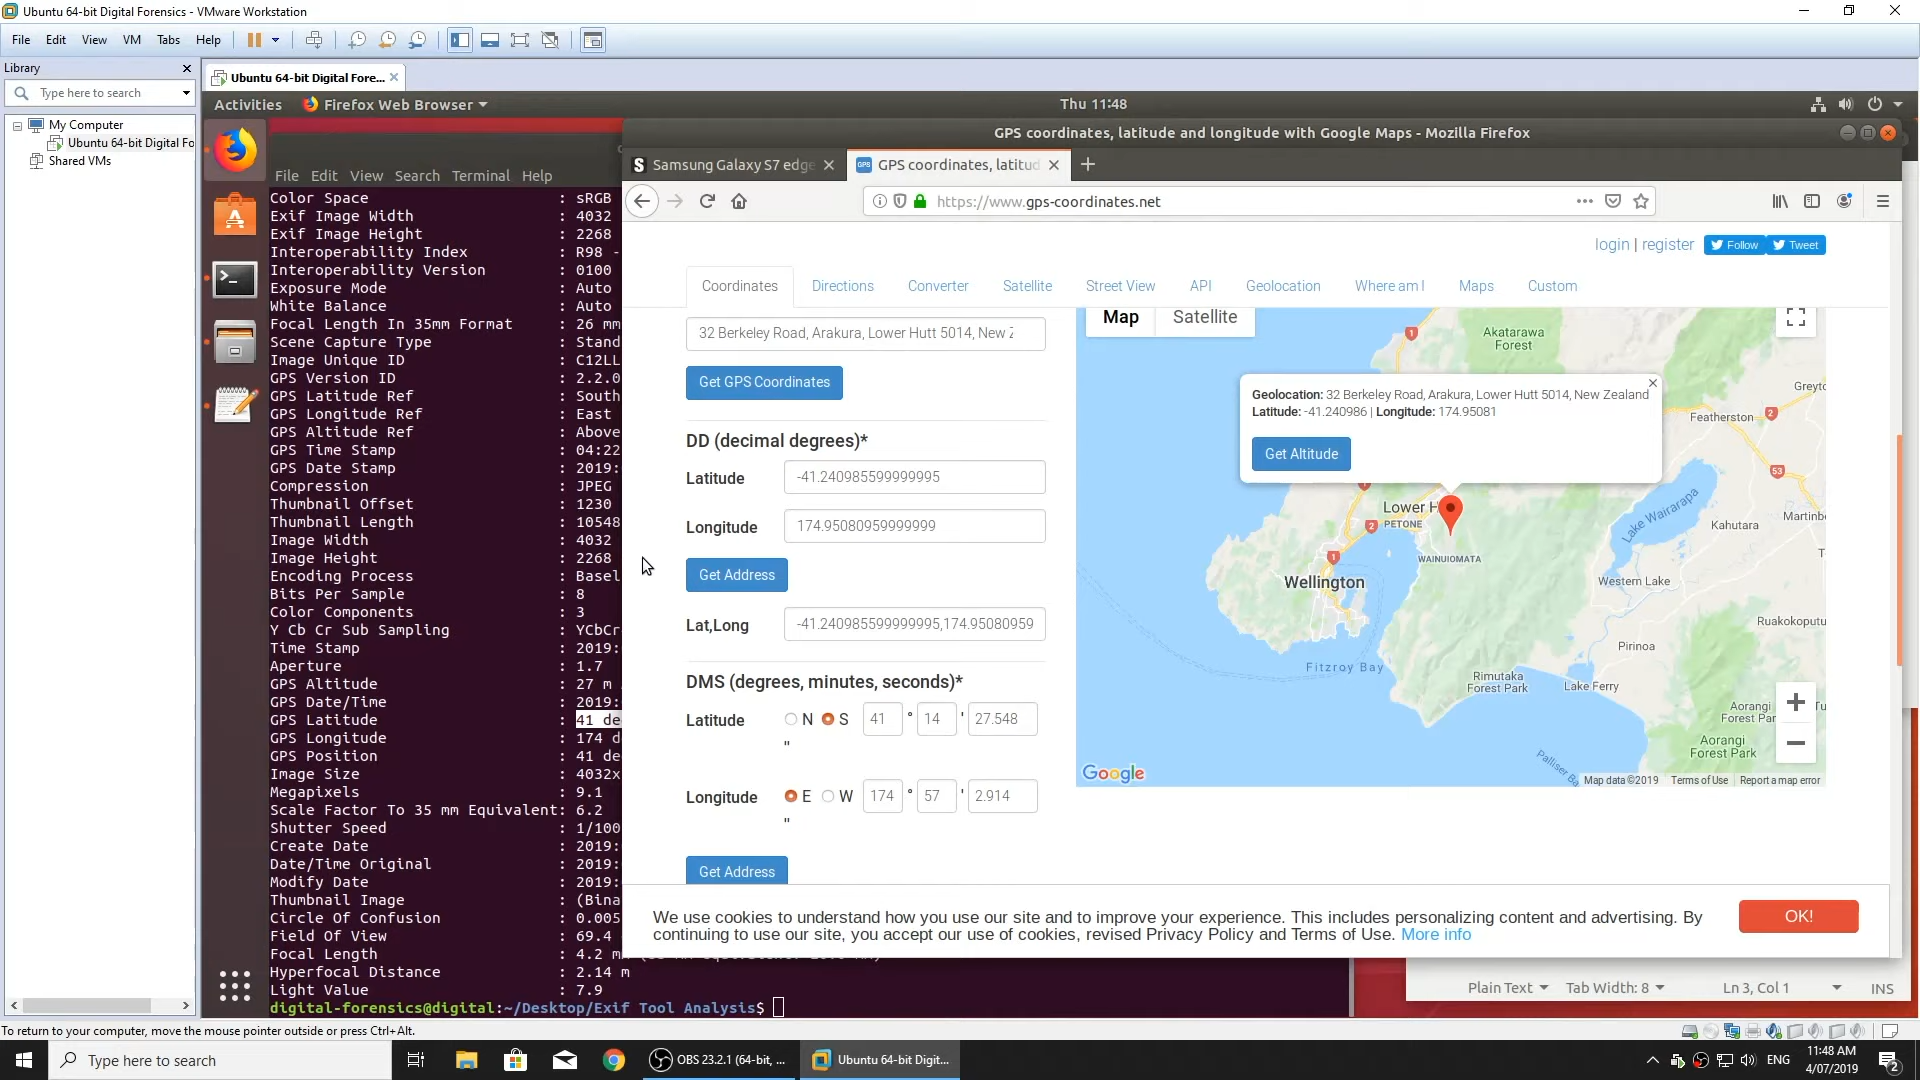 Ubuntu 64-bit Digital Forensics - VMware Workstation
File Edit View VM Tabs Help
Library
Type here to search
My Computer
Ubuntu 64-bit Digital Fo
Shared VMs
Ubuntu 64-bit Digital Fore...
Activities Firefox Web Browser
Thu 11:48
GPS coordinates, latitude and longitude with Google Maps - Mozilla Firefox
Samsung Galaxy S7 edge
GPS coordinates, latitud
https://www.gps-coordinates.net
File Edit View Search Terminal Help
Color Space : sRGB
Exif Image Width : 4032
Exif Image Height : 2268
Interoperability Index : R98 -
Interoperability Version : 0100
Exposure Mode : Auto
White Balance : Auto
Focal Length In 35mm Format : 26 mm
Scene Capture Type : Stand
Image Unique ID : C12LL
GPS Version ID : 2.2.0
GPS Latitude Ref : South
GPS Longitude Ref : East
GPS Altitude Ref : Above
GPS Time Stamp : 04:22
GPS Date Stamp : 2019:
Compression : JPEG
Thumbnail Offset : 1230
Thumbnail Length : 10548
Image Width : 4032
Image Height : 2268
Encoding Process : Basel
Bits Per Sample : 8
Color Components : 3
Y Cb Cr Sub Sampling : YCbCr
Time Stamp : 2019:
Aperture : 1.7
GPS Altitude : 27 m
GPS Date/Time : 2019:
GPS Latitude : 41 de
GPS Longitude : 174 d
GPS Position : 41 de
Image Size : 4032x
Megapixels : 9.1
Scale Factor To 35 mm Equivalent: 6.2
Shutter Speed : 1/100
Create Date : 2019:
Date/Time Original : 2019:
Modify Date : 2019:
Thumbnail Image : (Bina
Circle Of Confusion : 0.005
Field Of View : 69.4
Focal Length : 4.2 m
Hyperfocal Distance : 2.14 m
Light Value : 7.9
digital-forensics@digital:~/Desktop/Exif Tool Analysis$
login | register Follow Tweet
Coordinates Directions Converter Satellite Street View API Geolocation Where am I Maps Custom
32 Berkeley Road, Arakura, Lower Hutt 5014, New Z
Get GPS Coordinates
DD (decimal degrees)*
Latitude -41.240985599999995
Longitude 174.95080959999999
Get Address
Lat,Long -41.240985599999995,174.95080959
DMS (degrees, minutes, seconds)*
Latitude N S 41 ° 14 ' 27.548
"
Longitude E W 174 ° 57 ' 2.914
"
Get Address
Map Satellite
Akatarawa
Forest
1
Geolocation: 32 Berkeley Road, Arakura, Lower Hutt 5014, New Zealand
Latitude: -41.240986 | Longitude: 174.95081
Get Altitude
Greyto
Featherston
2
53
1
2
Lower H
2
PETONE
WAINUIOMATA
1
Wellington
Lake Wairarapa
Kahutara
Martinb
Western Lake
Ruakokoputu
Pirinoa
Fitzroy Bay
Rimutaka
Forest Park
Lake Ferry
Aorangi
Forest Par
Tu
Aorangi
Forest Park
Palliser Ba
Google
Map data ©2019 Terms of Use Report a map error
We use cookies to understand how you use our site and to improve your experience. This includes personalizing content and advertising. By
continuing to use our site, you accept our use of cookies, revised Privacy Policy and Terms of Use. More info
OK!
Plain Text Tab Width: 8 Ln 3, Col 1 INS
To return to your computer, move the mouse pointer outside or press Ctrl+Alt.
Type here to search
OBS 23.2.1 (64-bit, ...
Ubuntu 64-bit Digit...
ENG
11:48 AM
4/07/2019
2